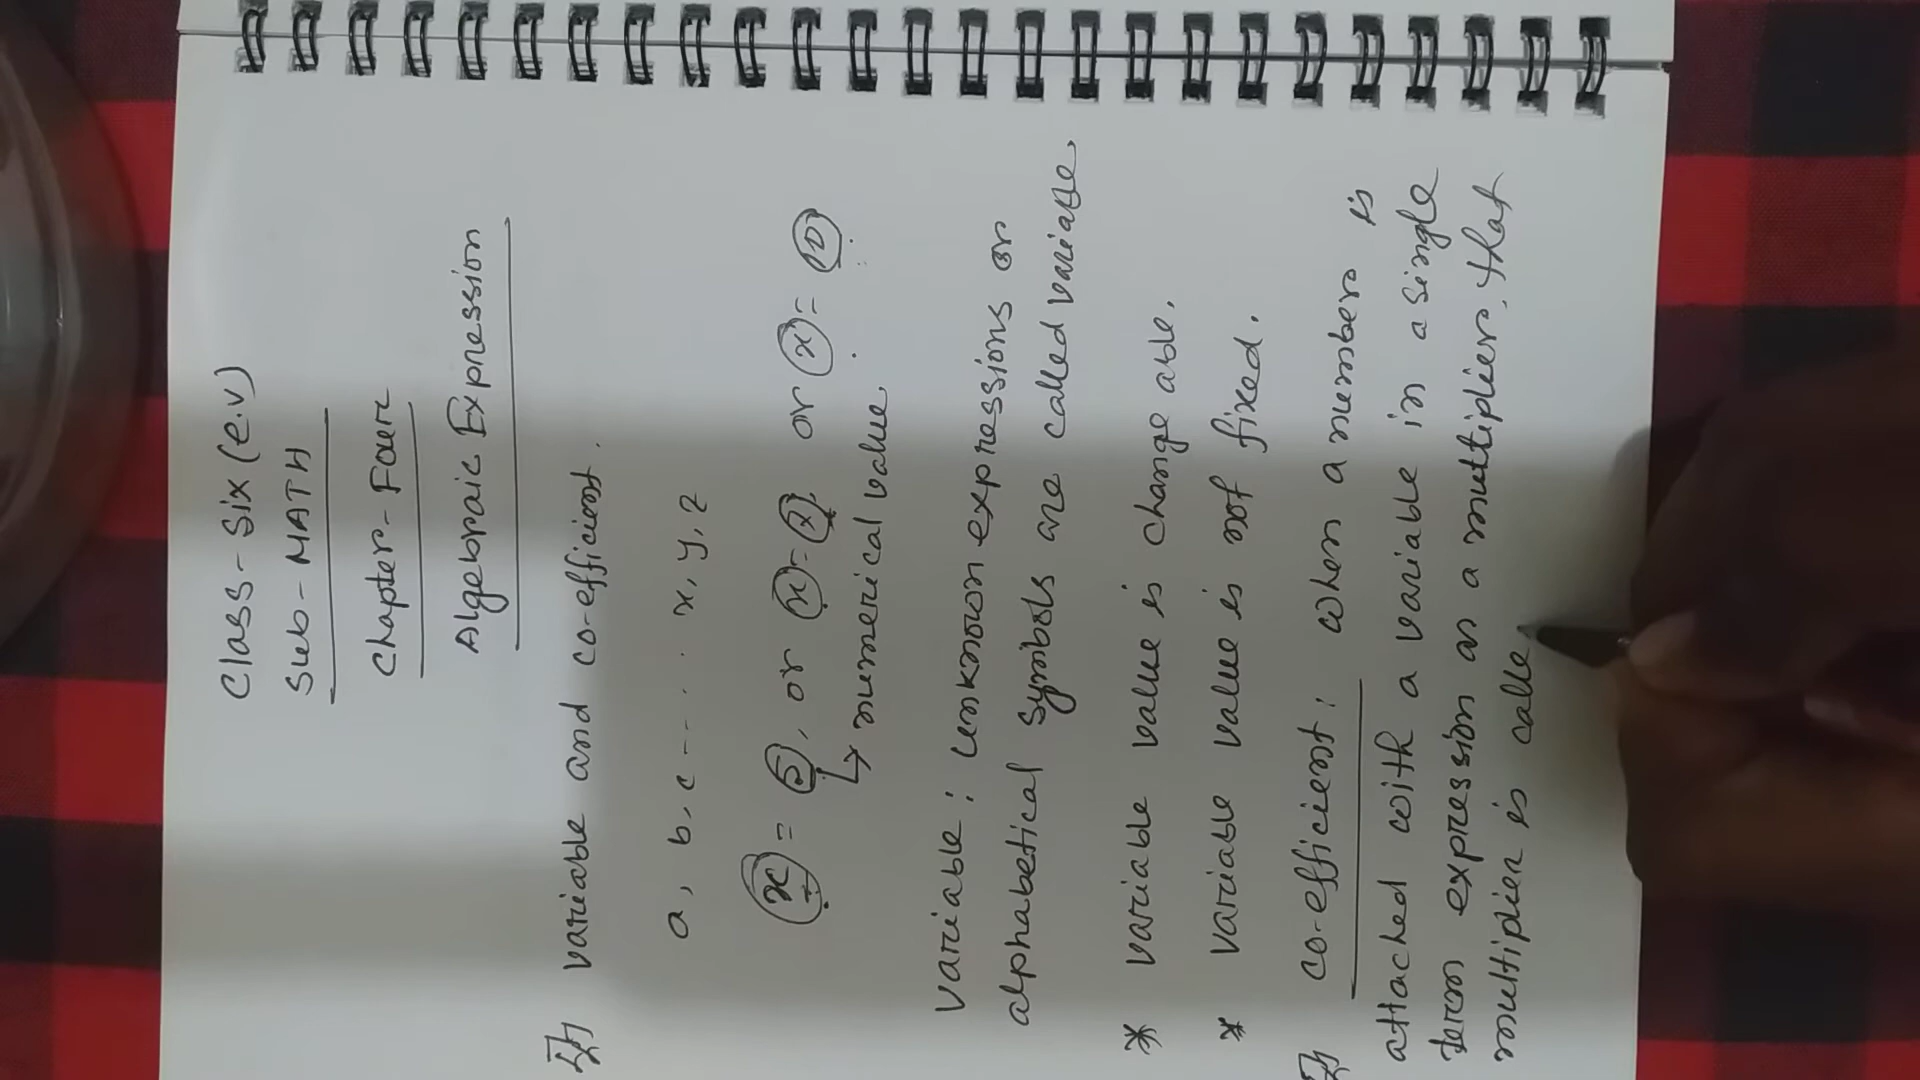 Class-Six (e.v)
Sub-MATH
Chapter-Four
Algebraic Expression
variable and co-efficient.
a, b, c--... x, y, z
x = 5, or x = 7, or x = 10
numerical value.
Variable: unknown expressions or
alphabetical symbols are called variable,
* variable value is change able.
* variable value is not fixed.
co-efficient: when a number is
attached with a variable in a single
term expression as a multiplier, that
multiplier is calle